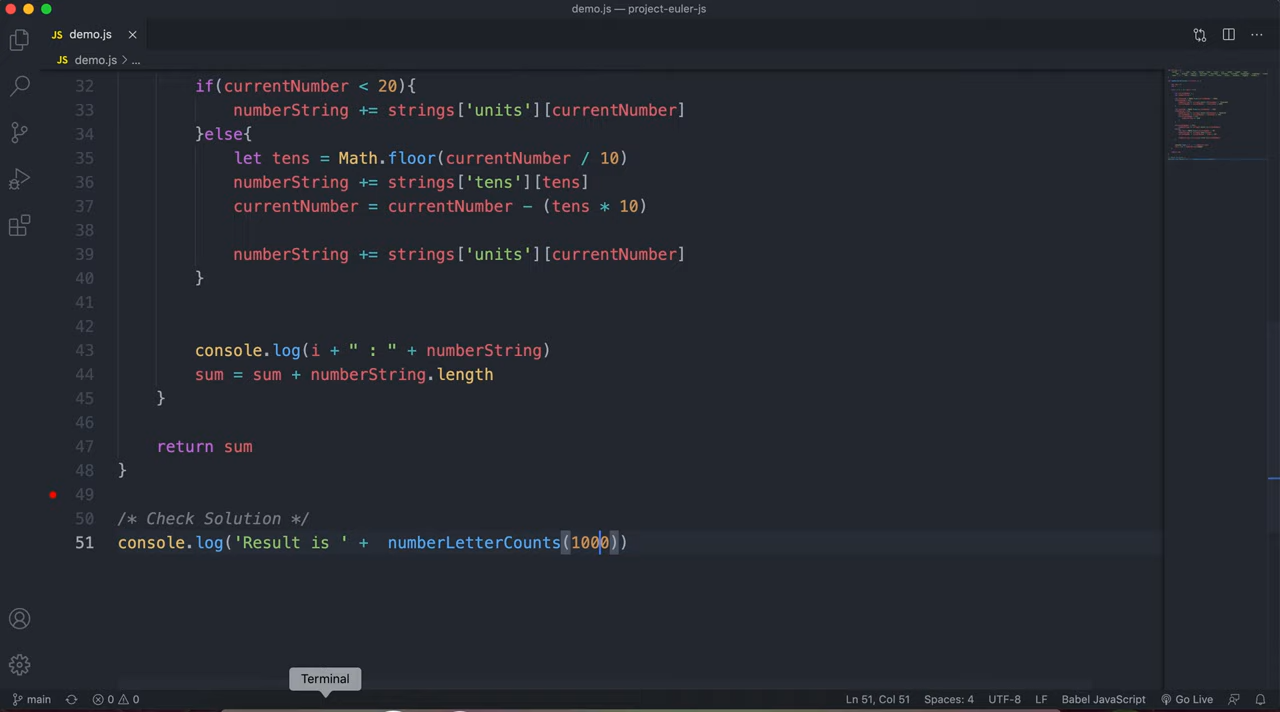 demo.js — project-euler-js
JS demo.js
JS demo.js > ...
32 if(currentNumber < 20){
33 numberString += strings['units'][currentNumber]
34 }else{
35 let tens = Math.floor(currentNumber / 10)
36 numberString += strings['tens'][tens]
37 currentNumber = currentNumber - (tens * 10)
38
39 numberString += strings['units'][currentNumber]
40 }
41
42
43 console.log(i + " : " + numberString)
44 sum = sum + numberString.length
45 }
46
47 return sum
48 }
49
50 /* Check Solution */
51 console.log('Result is ' +  numberLetterCounts(1000))
Terminal
main 0 0 Ln 51, Col 51 Spaces: 4 UTF-8 LF Babel JavaScript Go Live